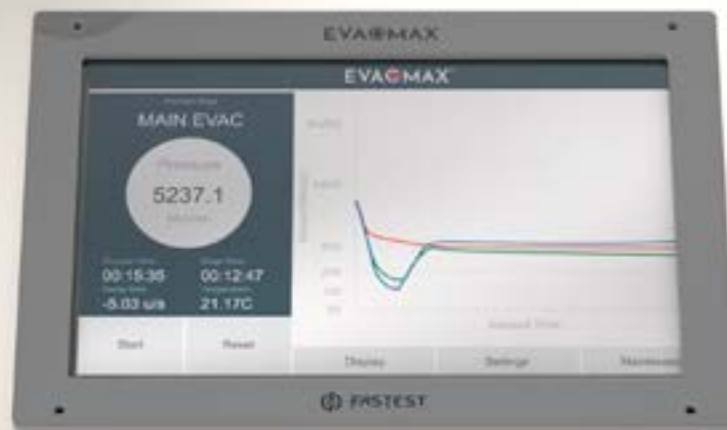 EVACMAX
EVACMAX
MAIN EVAC
Pressure
5237.1
Microns
00:15:35 00:12:47
-5.03 u/s 21.17C
Start Reset
Display Settings
FASTEST